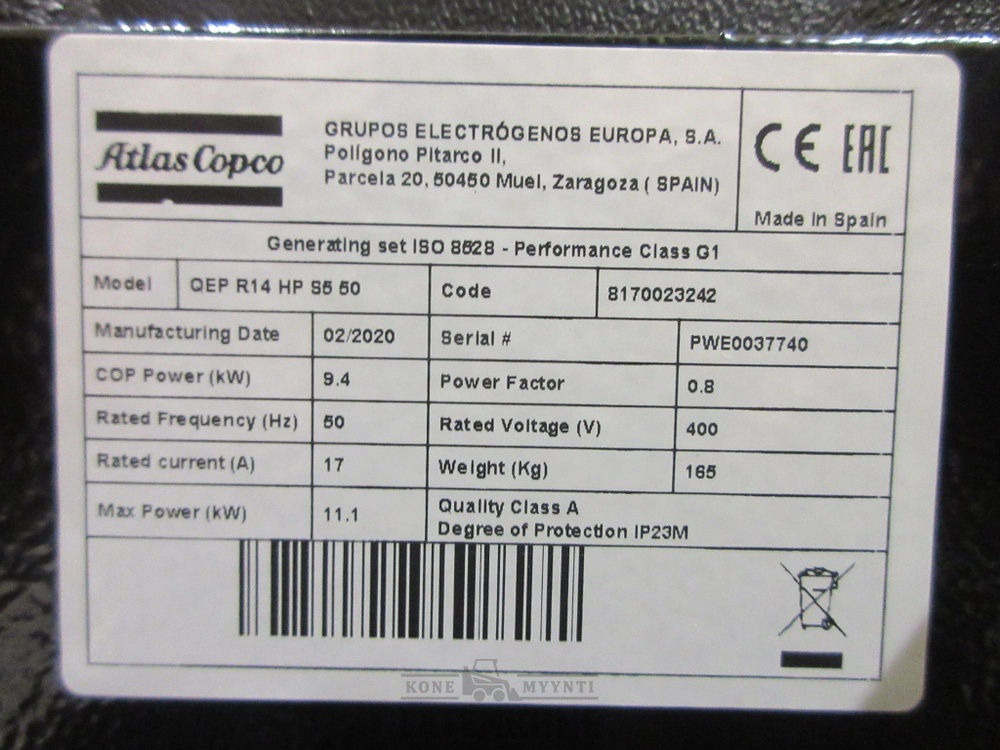 Atlas Copco
GRUPOS ELECTRÓGENOS EUROPA, S.A.
Polígono Pitarco II,
Parcela 20, 50450 Muel, Zaragoza ( SPAIN)
CE EAC
Made in Spain
Generating set ISO 8528 - Performance Class G1
Model QEP R14 HP S5 50 Code 8170023242
Manufacturing Date 02/2020 Serial # PWE0037740
COP Power (kW) 9.4 Power Factor 0.8
Rated Frequency (Hz) 50 Rated Voltage (V) 400
Rated current (A) 17 Weight (Kg) 165
Max Power (kW) 11.1 Quality Class A
Degree of Protection IP23M
KONE MYYNTI